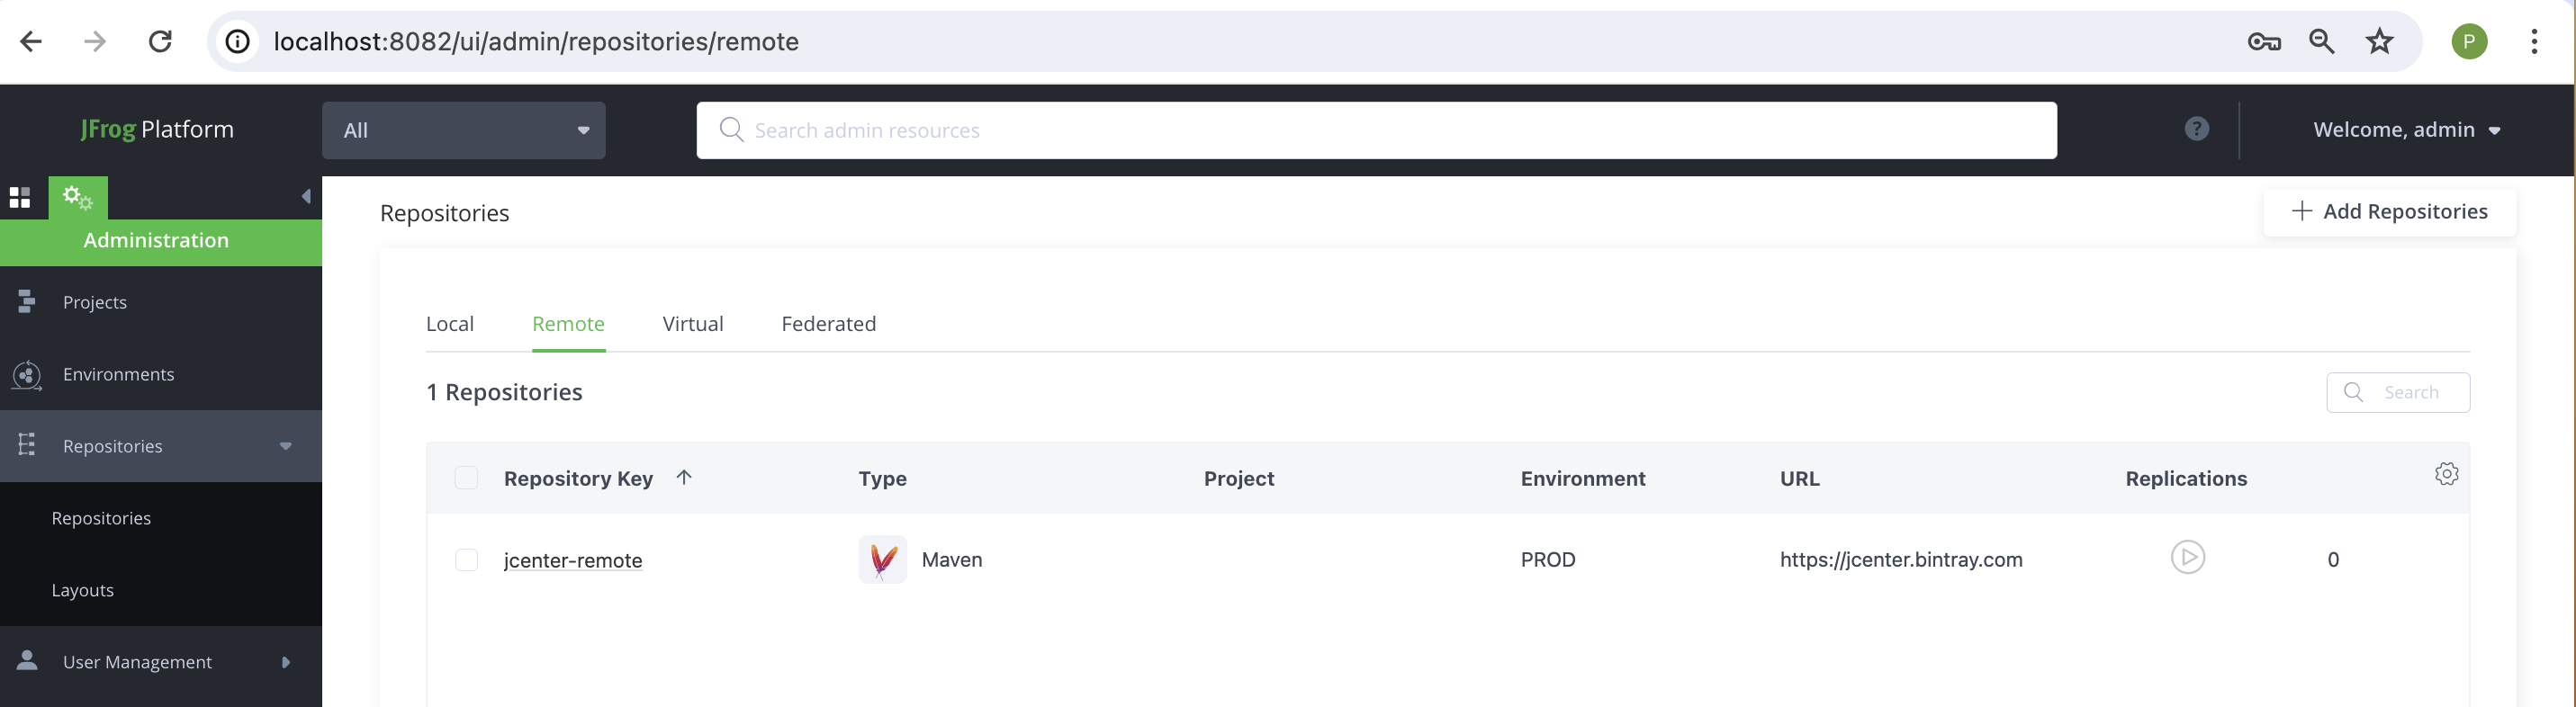 localhost:8082/ui/admin/repositories/remote
P
JFrog Platform
All
Search admin resources
?
Welcome, admin
Administration
Projects
Environments
Repositories
Repositories
Layouts
User Management
Repositories
Add Repositories
Local Remote Virtual Federated
1 Repositories
Search
Repository Key Type Project Environment URL Replications
jcenter-remote Maven PROD https://jcenter.bintray.com 0